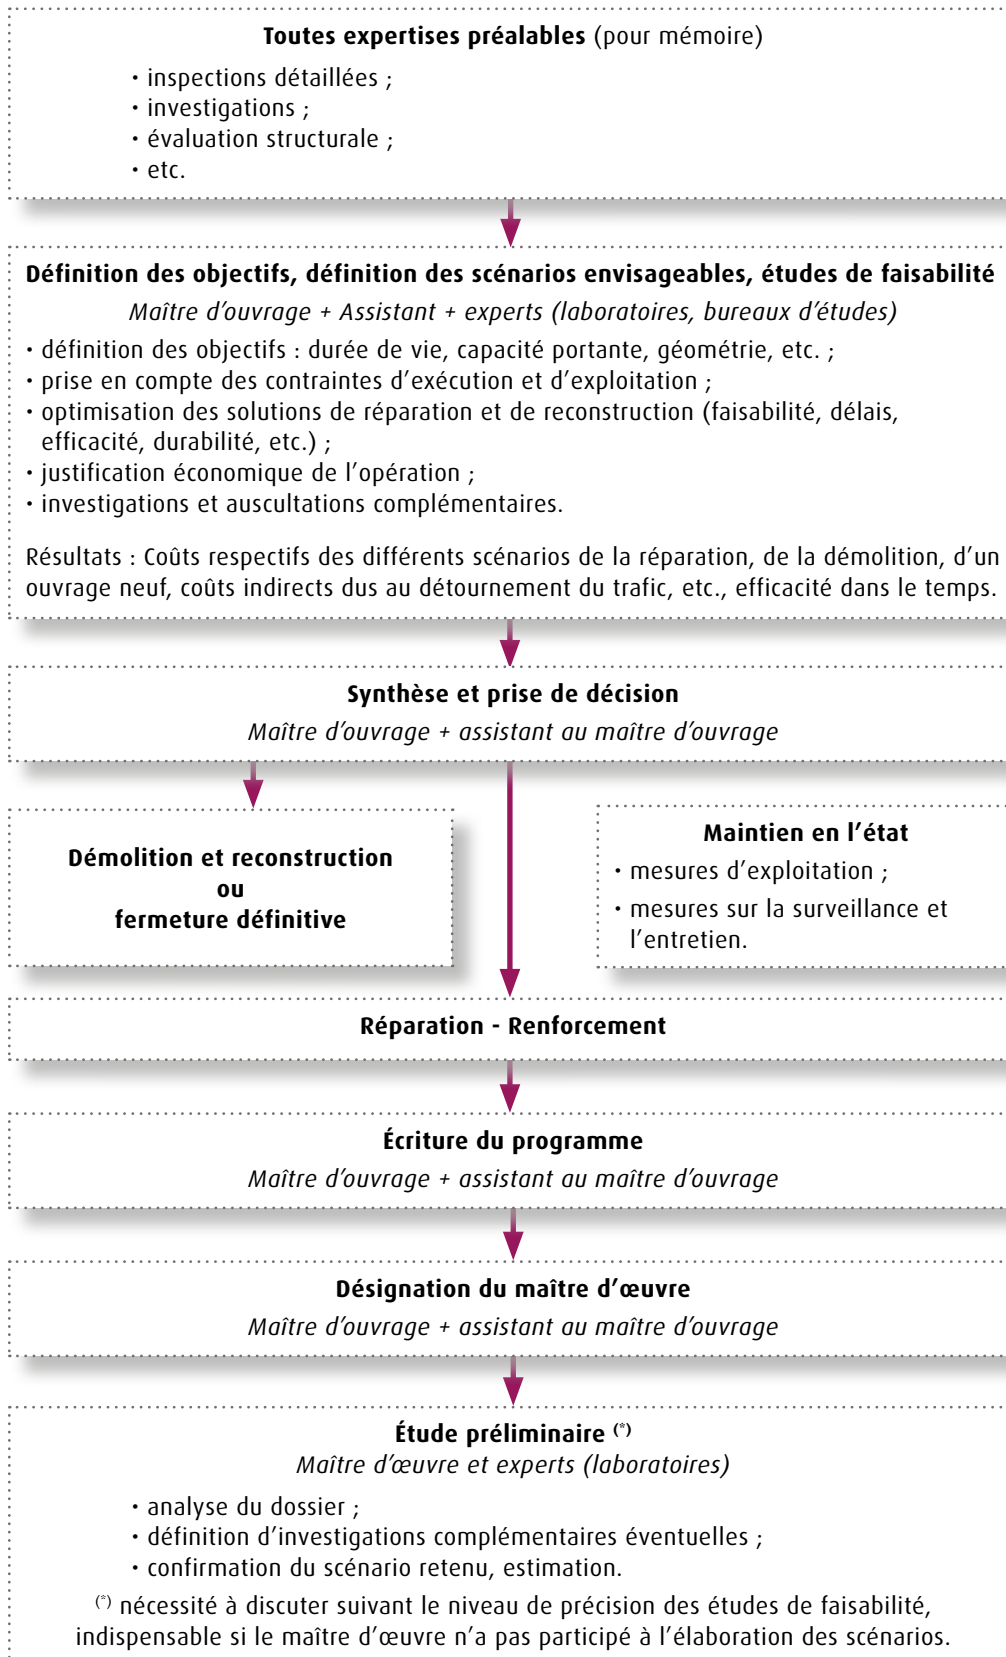 Toutes expertises préalables (pour mémoire)
• inspections détaillées ;
• investigations ;
• évaluation structurale ;
• etc.
Définition des objectifs, définition des scénarios envisageables, études de faisabilité
Maître d’ouvrage + Assistant + experts (laboratoires, bureaux d’études)
• définition des objectifs : durée de vie, capacité portante, géométrie, etc. ;
• prise en compte des contraintes d’exécution et d’exploitation ;
• optimisation des solutions de réparation et de reconstruction (faisabilité, délais,
efficacité, durabilité, etc.) ;
• justification économique de l’opération ;
• investigations et auscultations complémentaires.
Résultats : Coûts respectifs des différents scénarios de la réparation, de la démolition, d’un
ouvrage neuf, coûts indirects dus au détournement du trafic, etc., efficacité dans le temps.
Synthèse et prise de décision
Maître d’ouvrage + assistant au maître d’ouvrage
Démolition et reconstruction
ou
fermeture définitive
Maintien en l’état
• mesures d’exploitation ;
• mesures sur la surveillance et
l’entretien.
Réparation - Renforcement
Écriture du programme
Maître d’ouvrage + assistant au maître d’ouvrage
Désignation du maître d’œuvre
Maître d’ouvrage + assistant au maître d’ouvrage
Étude préliminaire (*)
Maître d’œuvre et experts (laboratoires)
• analyse du dossier ;
• définition d’investigations complémentaires éventuelles ;
• confirmation du scénario retenu, estimation.
(*) nécessité à discuter suivant le niveau de précision des études de faisabilité,
indispensable si le maître d’œuvre n’a pas participé à l’élaboration des scénarios.